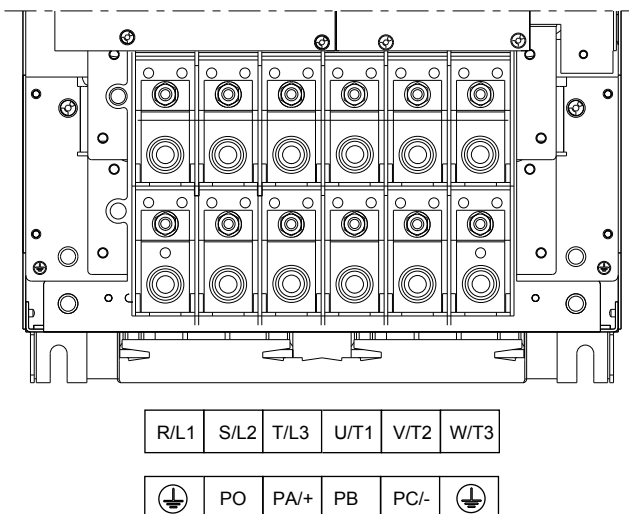 R/L1 S/L2 T/L3 U/T1 V/T2 W/T3
PO PA/+ PB PC/-